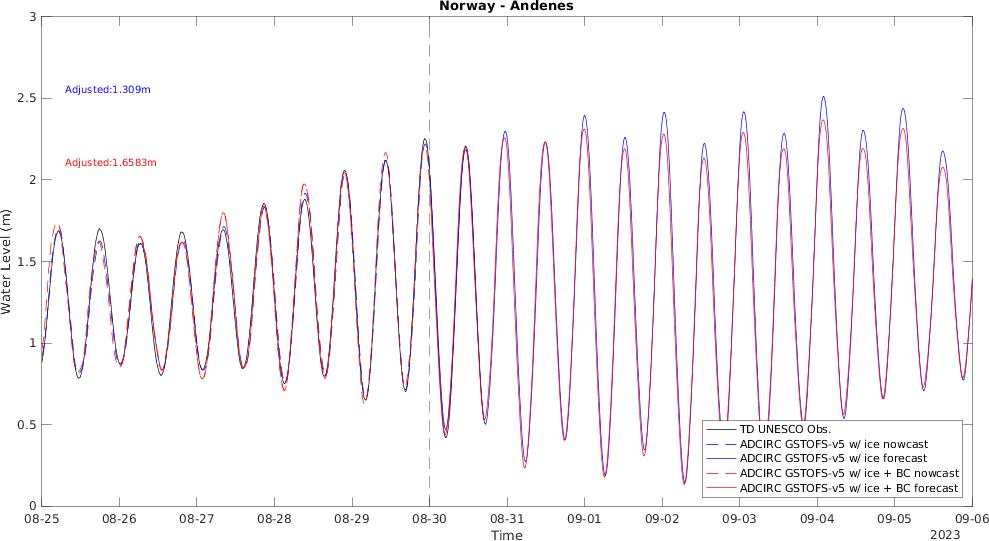 Norway - Andenes
3
2.5
2
1.5
1
0.5
0
Water Level (m)
Adjusted:1.309m
Adjusted:1.6583m
TD UNESCO Obs.
ADCIRC GSTOFS-v5 w/ ice nowcast
ADCIRC GSTOFS-v5 w/ ice forecast
ADCIRC GSTOFS-v5 w/ ice + BC nowcast
ADCIRC GSTOFS-v5 w/ ice + BC forecast
08-25 08-26 08-27 08-28 08-29 08-30 08-31 09-01 09-02 09-03 09-04 09-05 09-06
Time
2023